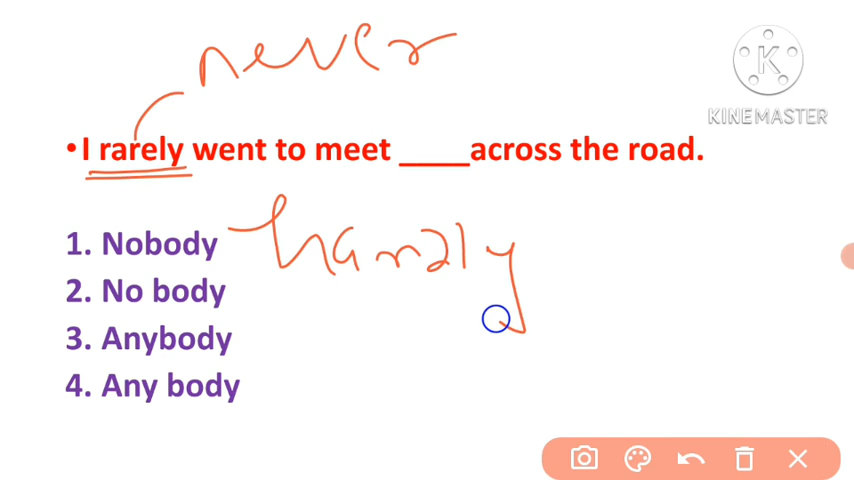 never
K
KINEMASTER
•I rarely went to meet ____across the road.
1. Nobody
hardly
2. No body
3. Anybody
4. Any body